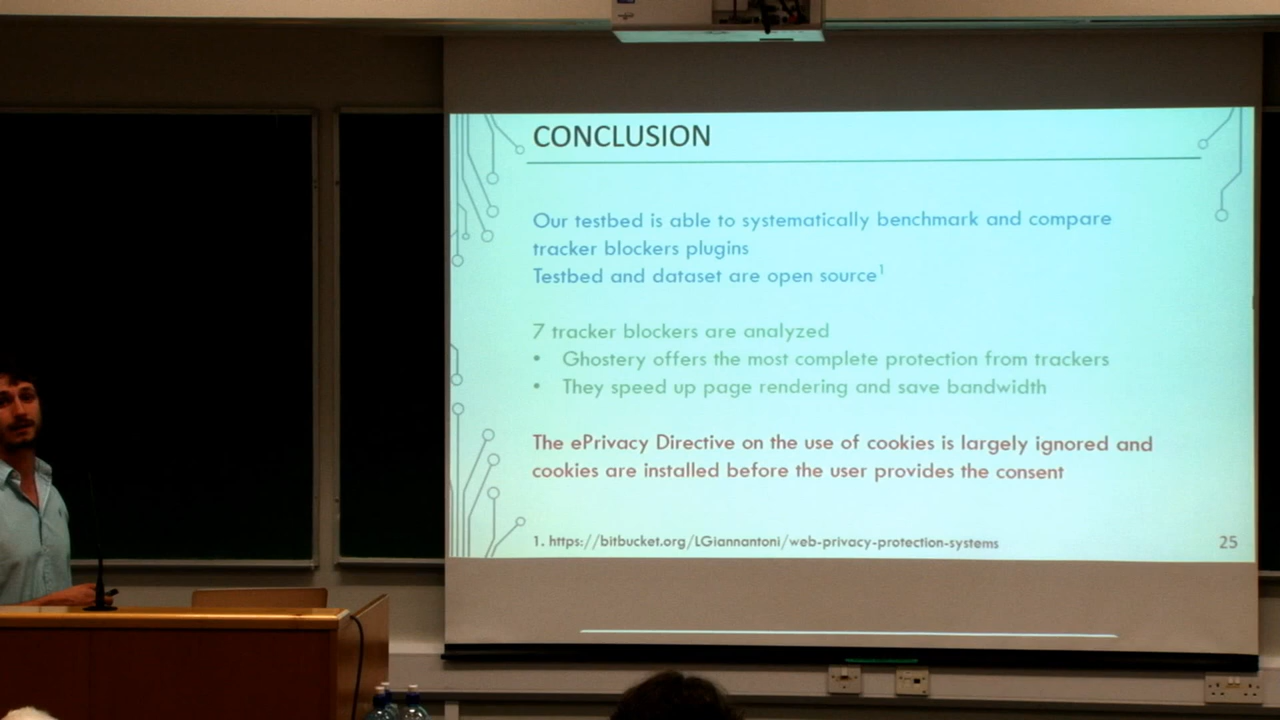 CONCLUSION
Our testbed is able to systematically benchmark and compare
tracker blockers plugins
Testbed and dataset are open source¹
7 tracker blockers are analyzed
• Ghostery offers the most complete protection from trackers
• They speed up page rendering and save bandwidth
The ePrivacy Directive on the use of cookies is largely ignored and
cookies are installed before the user provides the consent
1. https://bitbucket.org/LGiannantoni/web-privacy-protection-systems
25